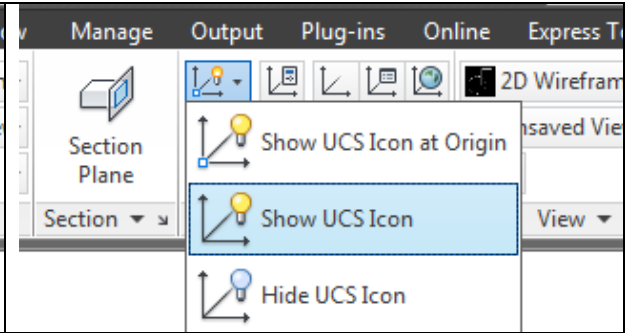 Manage Output Plug-ins Online Express
2D Wirefram
Show UCS Icon at Origin
Section
Plane
Show UCS Icon
Section View
Hide UCS Icon